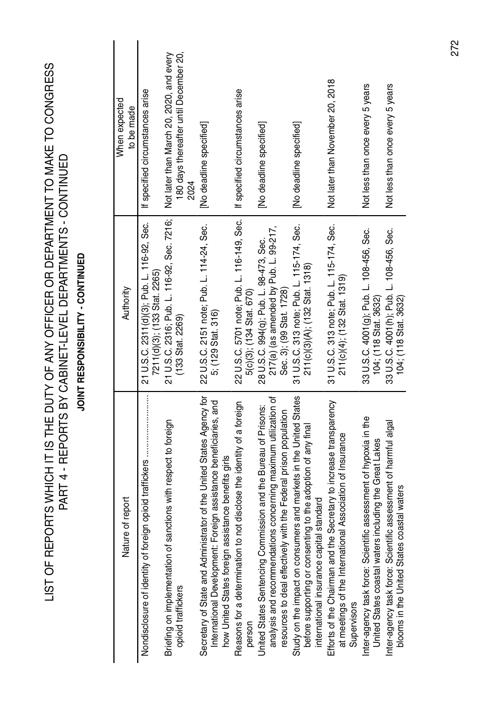 LIST OF REPORTS WHICH IT IS THE DUTY OF ANY OFFICER OR DEPARTMENT TO MAKE TO CONGRESS
PART 4 - REPORTS BY CABINET-LEVEL DEPARTMENTS - CONTINUED
JOINT RESPONSIBILITY - CONTINUED
Nature of report
Authority
When expected
to be made
Nondisclosure of identity of foreign opioid traffickers ........................
21 U.S.C. 2311(d)(3); Pub. L. 116-92, Sec.
7211(d)(3); (133 Stat. 2265)
If specified circumstances arise
Briefing on implementation of sanctions with respect to foreign
opioid traffickers
21 U.S.C. 2316; Pub. L. 116-92, Sec. 7216;
(133 Stat. 2269)
Not later than March 20, 2020, and every
180 days thereafter until December 20,
2024
Secretary of State and Administrator of the United States Agency for
International Development: Foreign assistance beneficiaries, and
how United States foreign assistance benefits girls
22 U.S.C. 2151 note; Pub. L. 114-24, Sec.
5; (129 Stat. 316)
[No deadline specified]
Reasons for a determination to not disclose the identity of a foreign
person
22 U.S.C. 5701 note; Pub. L. 116-149, Sec.
5(c)(3); (134 Stat. 670)
If specified circumstances arise
United States Sentencing Commission and the Bureau of Prisons:
analysis and recommendations concerning maximum utilization of
resources to deal effectively with the Federal prison population
28 U.S.C. 994(q); Pub. L. 98-473, Sec.
217(a) (as amended by Pub. L. 99-217,
Sec. 3); (99 Stat. 1728)
[No deadline specified]
Study on the impact on consumers and markets in the United States
before supporting or consenting to the adoption of any final
international insurance capital standard
31 U.S.C. 313 note; Pub. L. 115-174, Sec.
211(c)(3)(A); (132 Stat. 1318)
[No deadline specified]
Efforts of the Chairman and the Secretary to increase transparency
at meetings of the International Association of Insurance
Supervisors
31 U.S.C. 313 note; Pub. L. 115-174, Sec.
211(c)(4); (132 Stat. 1319)
Not later than November 20, 2018
Inter-agency task force: Scientific assessment of hypoxia in the
United States coastal waters including the Great Lakes
33 U.S.C. 4001(g); Pub. L. 108-456, Sec.
104; (118 Stat. 3632)
Not less than once every 5 years
Inter-agency task force: Scientific assessment of harmful algal
blooms in the United States coastal waters
33 U.S.C. 4001(h); Pub. L. 108-456, Sec.
104; (118 Stat. 3632)
Not less than once every 5 years
272